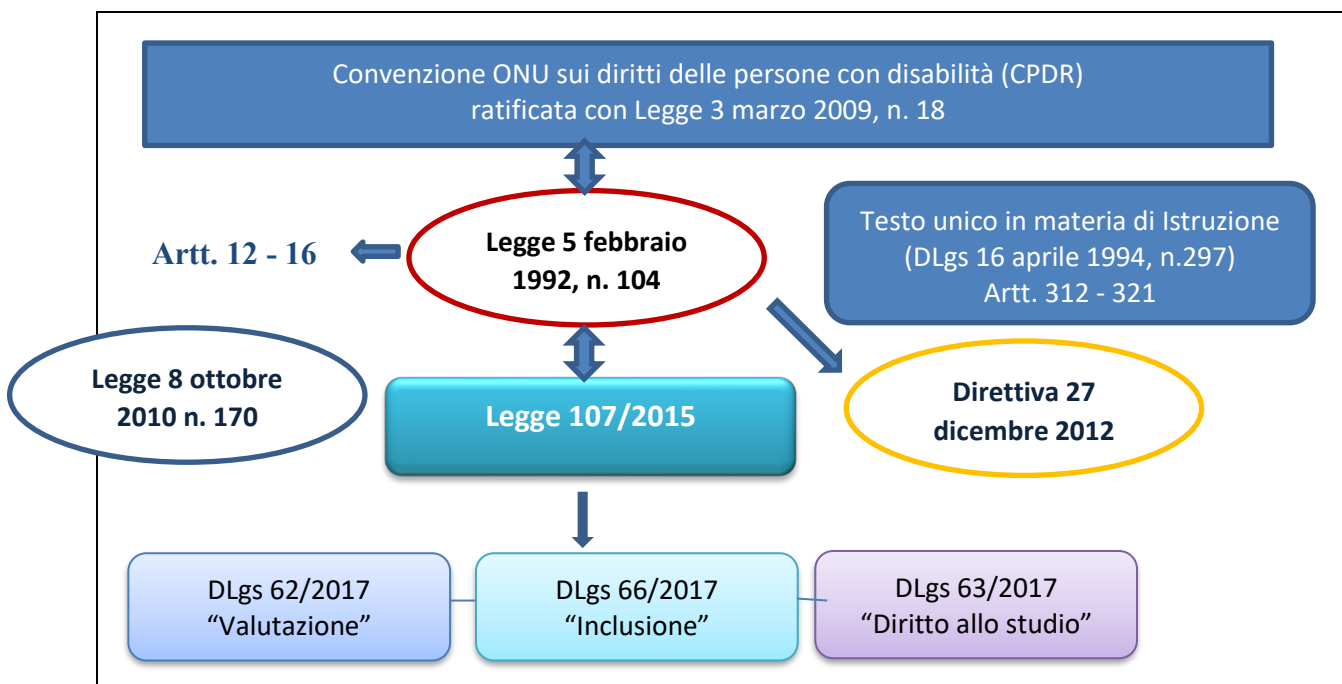 Convenzione ONU sui diritti delle persone con disabilità (CPDR)
ratificata con Legge 3 marzo 2009, n. 18
Artt. 12 - 16
Legge 5 febbraio
1992, n. 104
Testo unico in materia di Istruzione
(DLgs 16 aprile 1994, n.297)
Artt. 312 - 321
Legge 8 ottobre
2010 n. 170
Legge 107/2015
Direttiva 27
dicembre 2012
DLgs 62/2017
“Valutazione”
DLgs 66/2017
“Inclusione”
DLgs 63/2017
“Diritto allo studio”